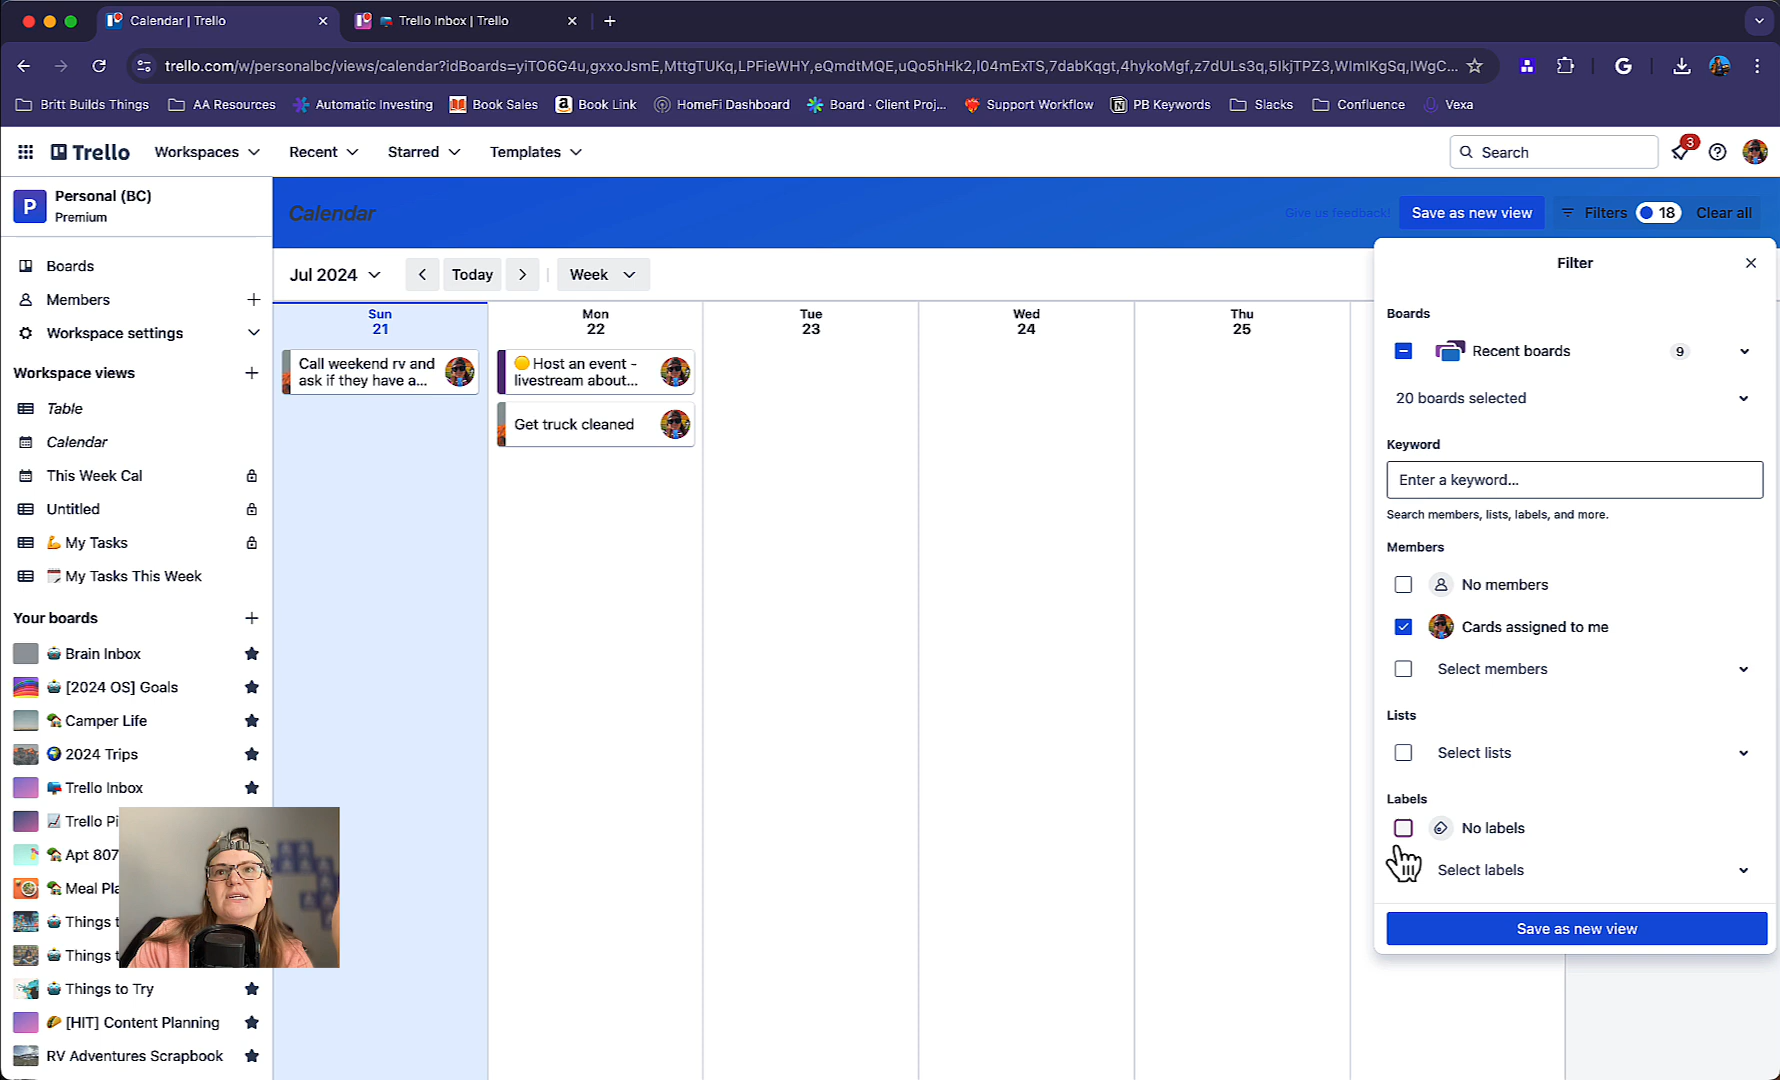 Calendar | Trello
Trello Inbox | Trello
trello.com/w/personalbc/views/calendar?idBoards=yiTO6G4u,gxxoJsmE,MttgTUKq,LPFieWHY,eQmdtMQE,uQo5hHk2,I04mExTS,7dabKqgt,4hykoMgf,z7dULs3q,5lkjTPZ3,WImIKgSq,IWgC...
Britt Builds Things
AA Resources
Automatic Investing
Book Sales
Book Link
HomeFi Dashboard
Board · Client Proj...
Support Workflow
PB Keywords
Slacks
Confluence
Vexa
Trello
Workspaces
Recent
Starred
Templates
Search
3
P
Personal (BC)
Premium
Calendar
Give us feedback!
Save as new view
Filters
18
Clear all
Boards
Members
Workspace settings
Workspace views
Table
Calendar
This Week Cal
Untitled
My Tasks
My Tasks This Week
Your boards
Brain Inbox
[2024 OS] Goals
Camper Life
2024 Trips
Trello Inbox
Trello Pi
Apt 807
Meal Pla
Things t
Things t
Things to Try
[HIT] Content Planning
RV Adventures Scrapbook
Jul 2024
Today
Week
Sun
21
Mon
22
Tue
23
Wed
24
Thu
25
Call weekend rv and
ask if they have a...
Host an event -
livestream about...
Get truck cleaned
Filter
Boards
Recent boards
9
20 boards selected
Keyword
Enter a keyword...
Search members, lists, labels, and more.
Members
No members
Cards assigned to me
Select members
Lists
Select lists
Labels
No labels
Select labels
Save as new view